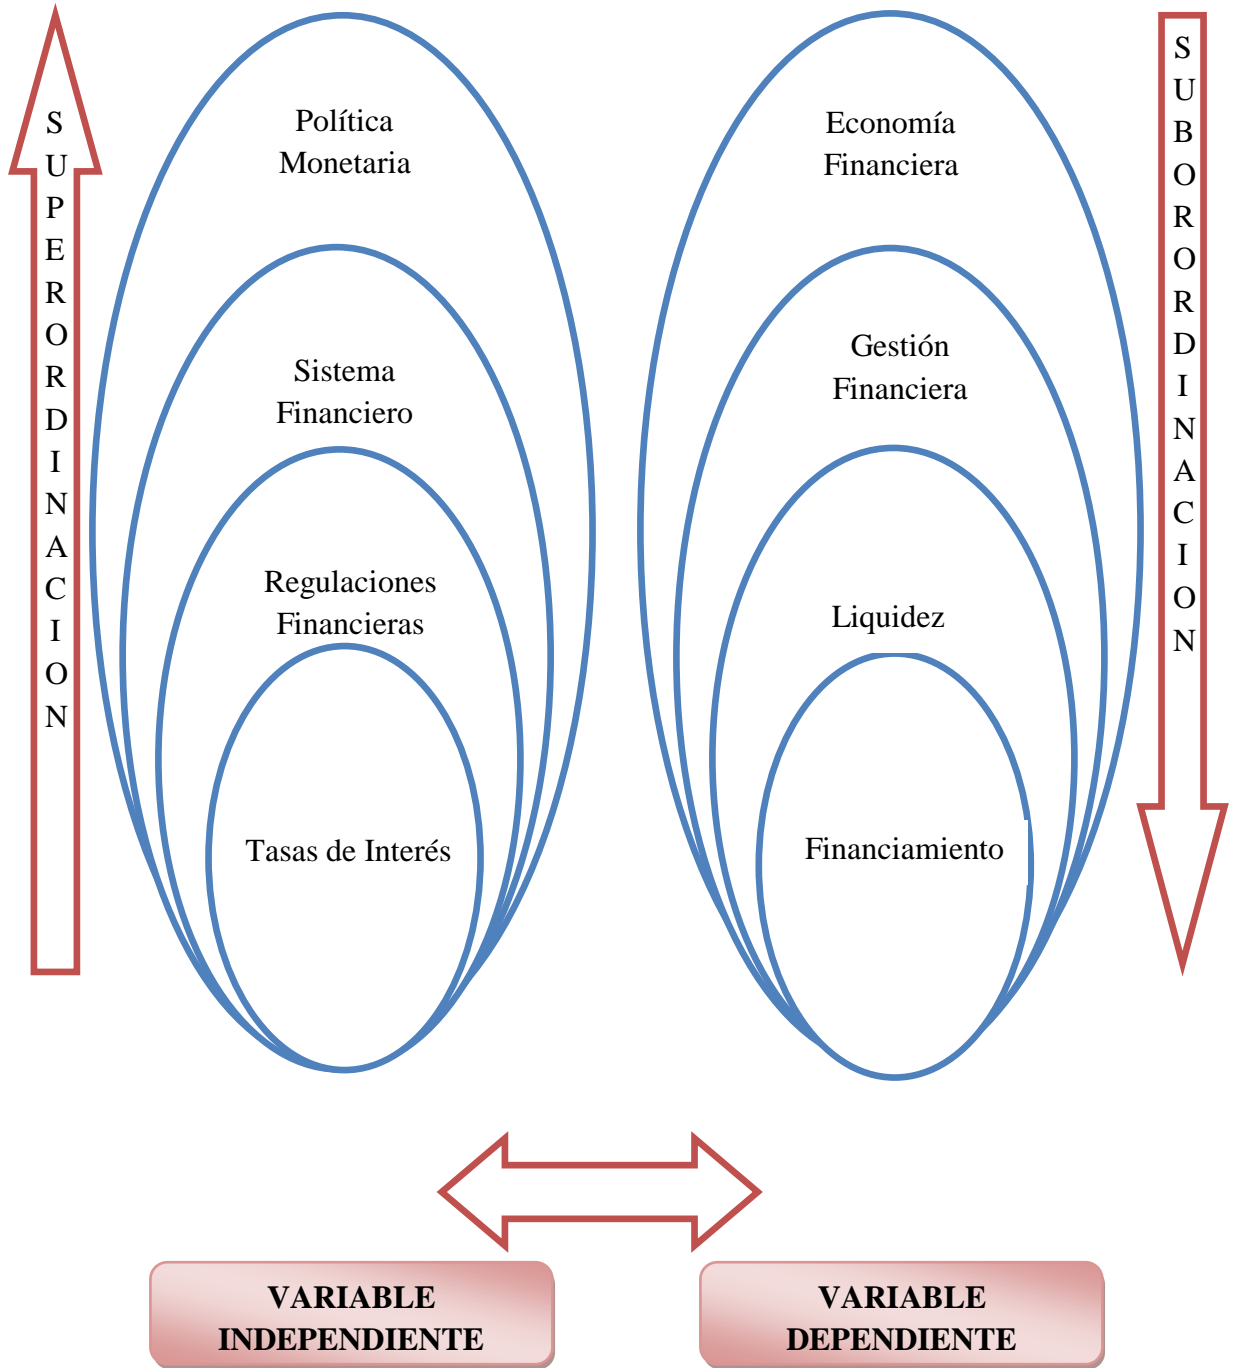 SUPERORDINACION
Política
Monetaria
Sistema
Financiero
Regulaciones
Financieras
Tasas de Interés
Economía
Financiera
Gestión
Financiera
Liquidez
Financiamiento
SUBORORDINACION
VARIABLE
INDEPENDIENTE
VARIABLE
DEPENDIENTE